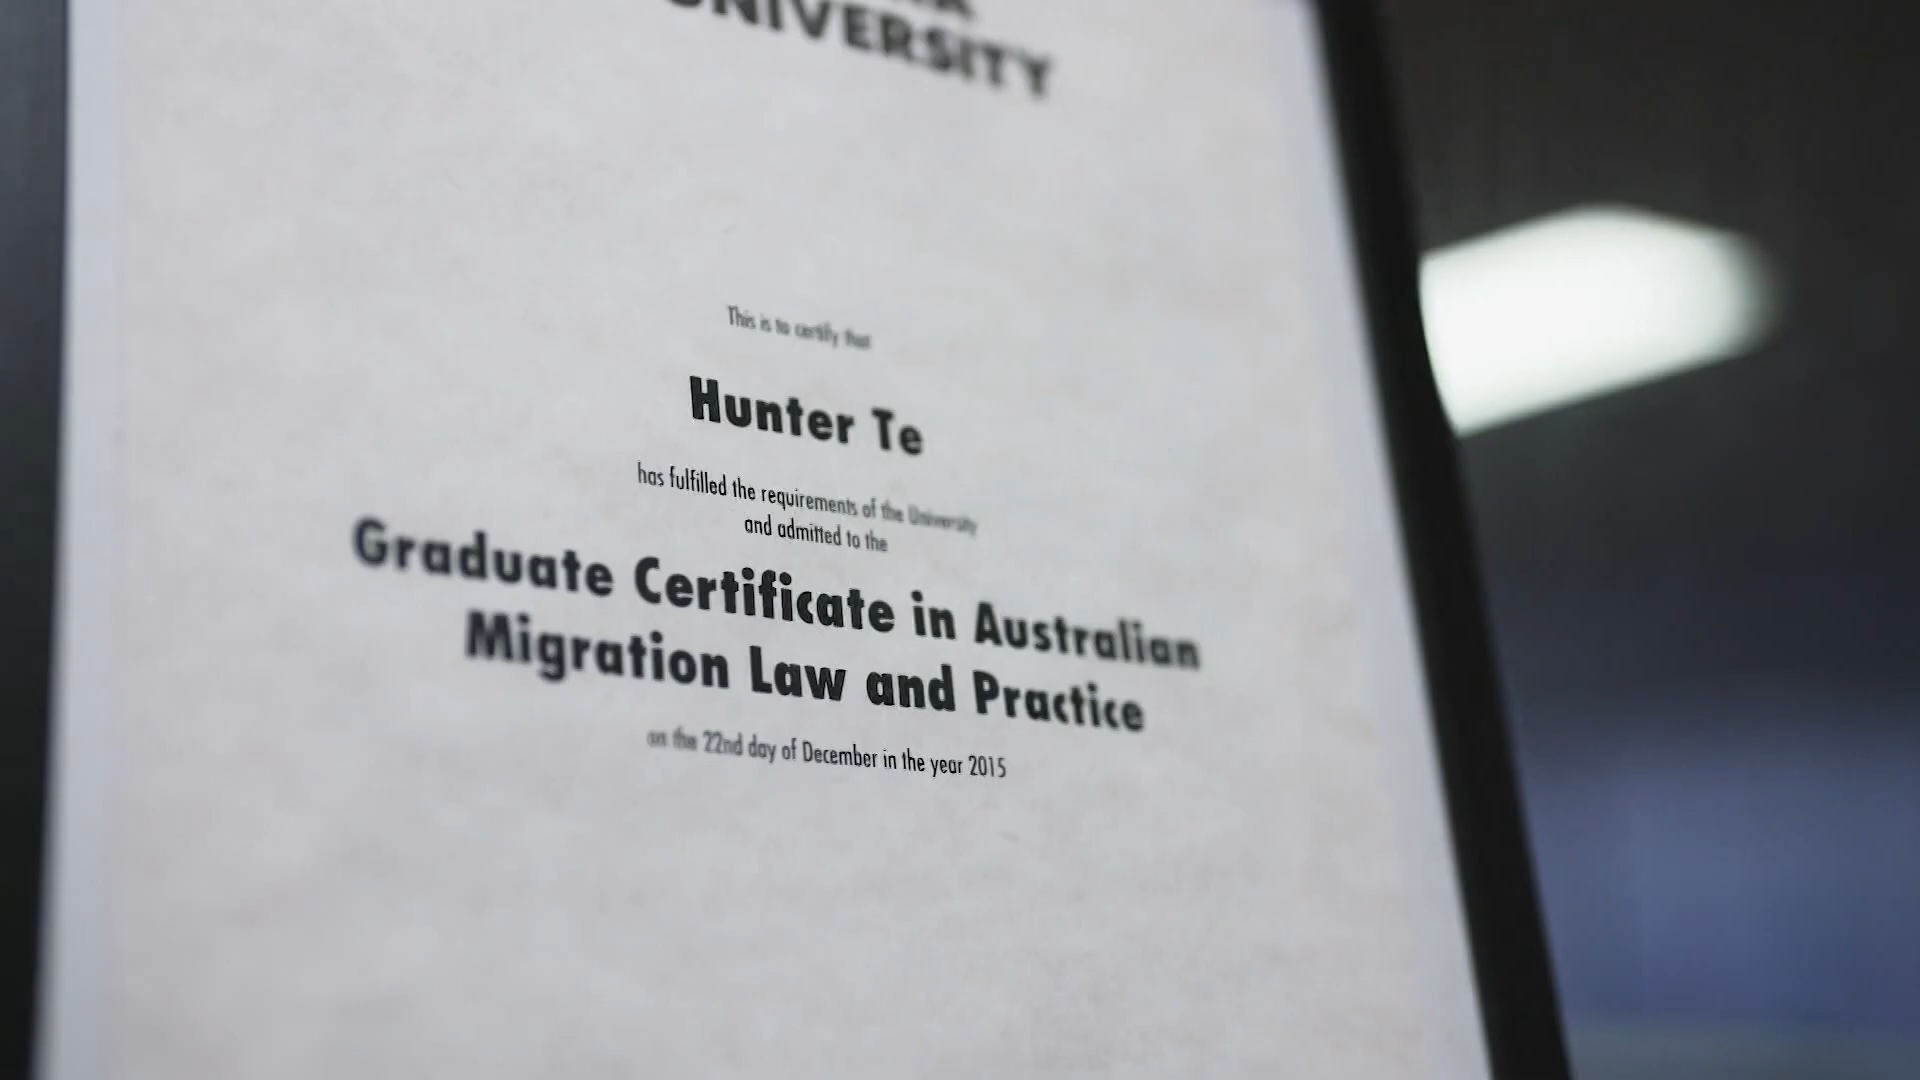 UNIVERSITY
This is to certify that
Hunter Te
has fulfilled the requirements of the University
and admitted to the
Graduate Certificate in Australian
Migration Law and Practice
on the 22nd day of December in the year 2015